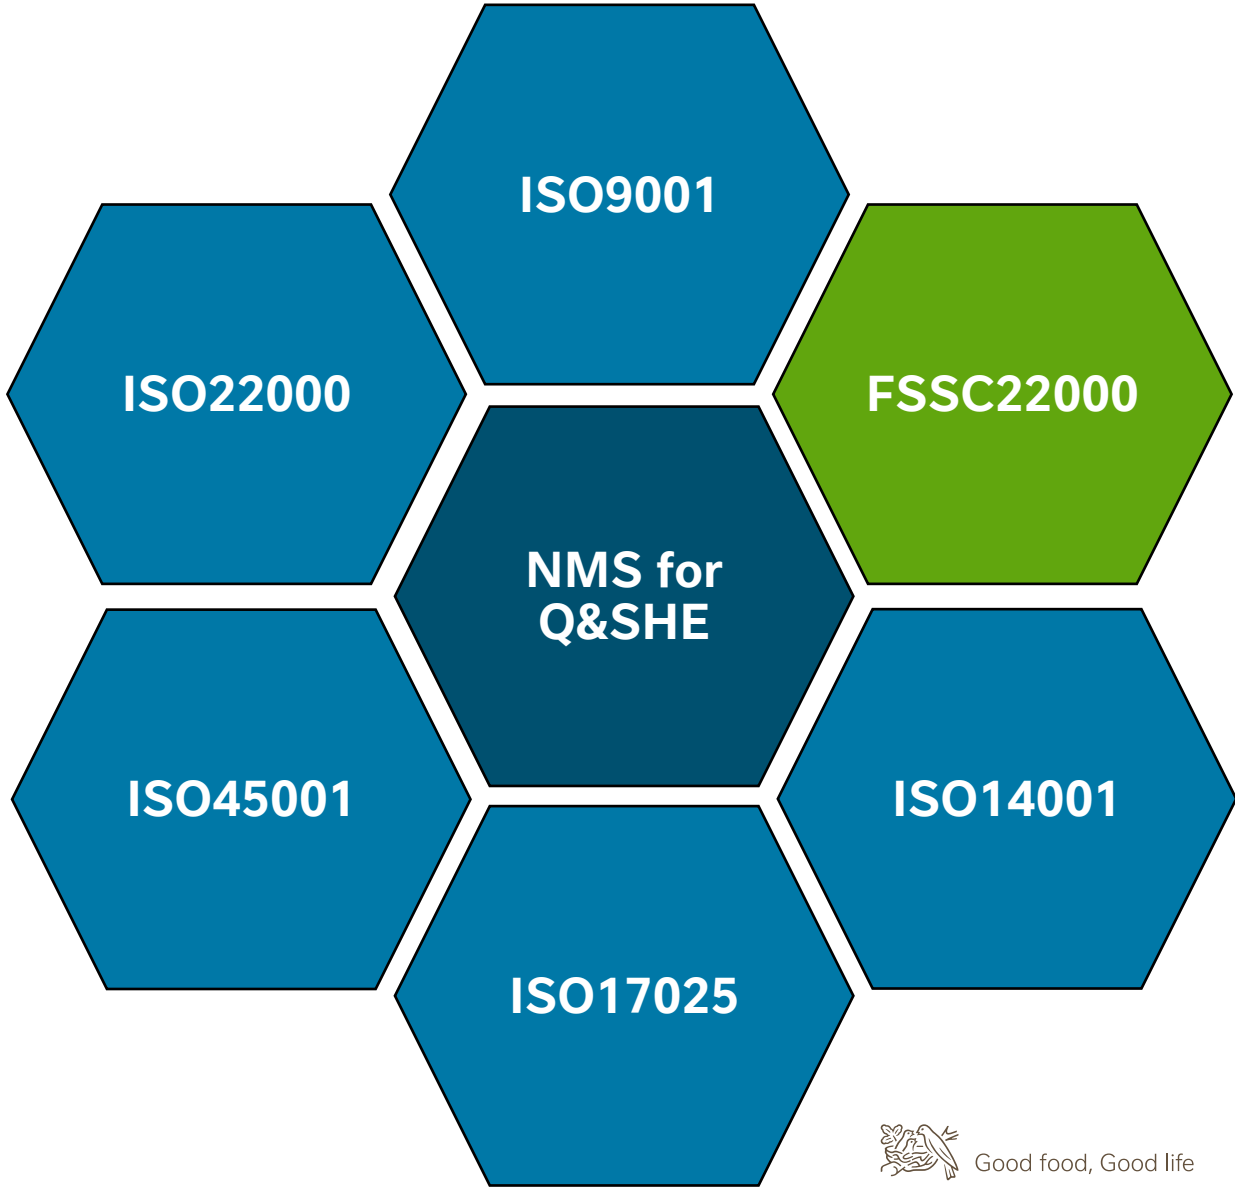 ISO9001
ISO22000
FSSC22000
NMS for
Q&SHE
ISO45001
ISO14001
ISO17025
Good food, Good life